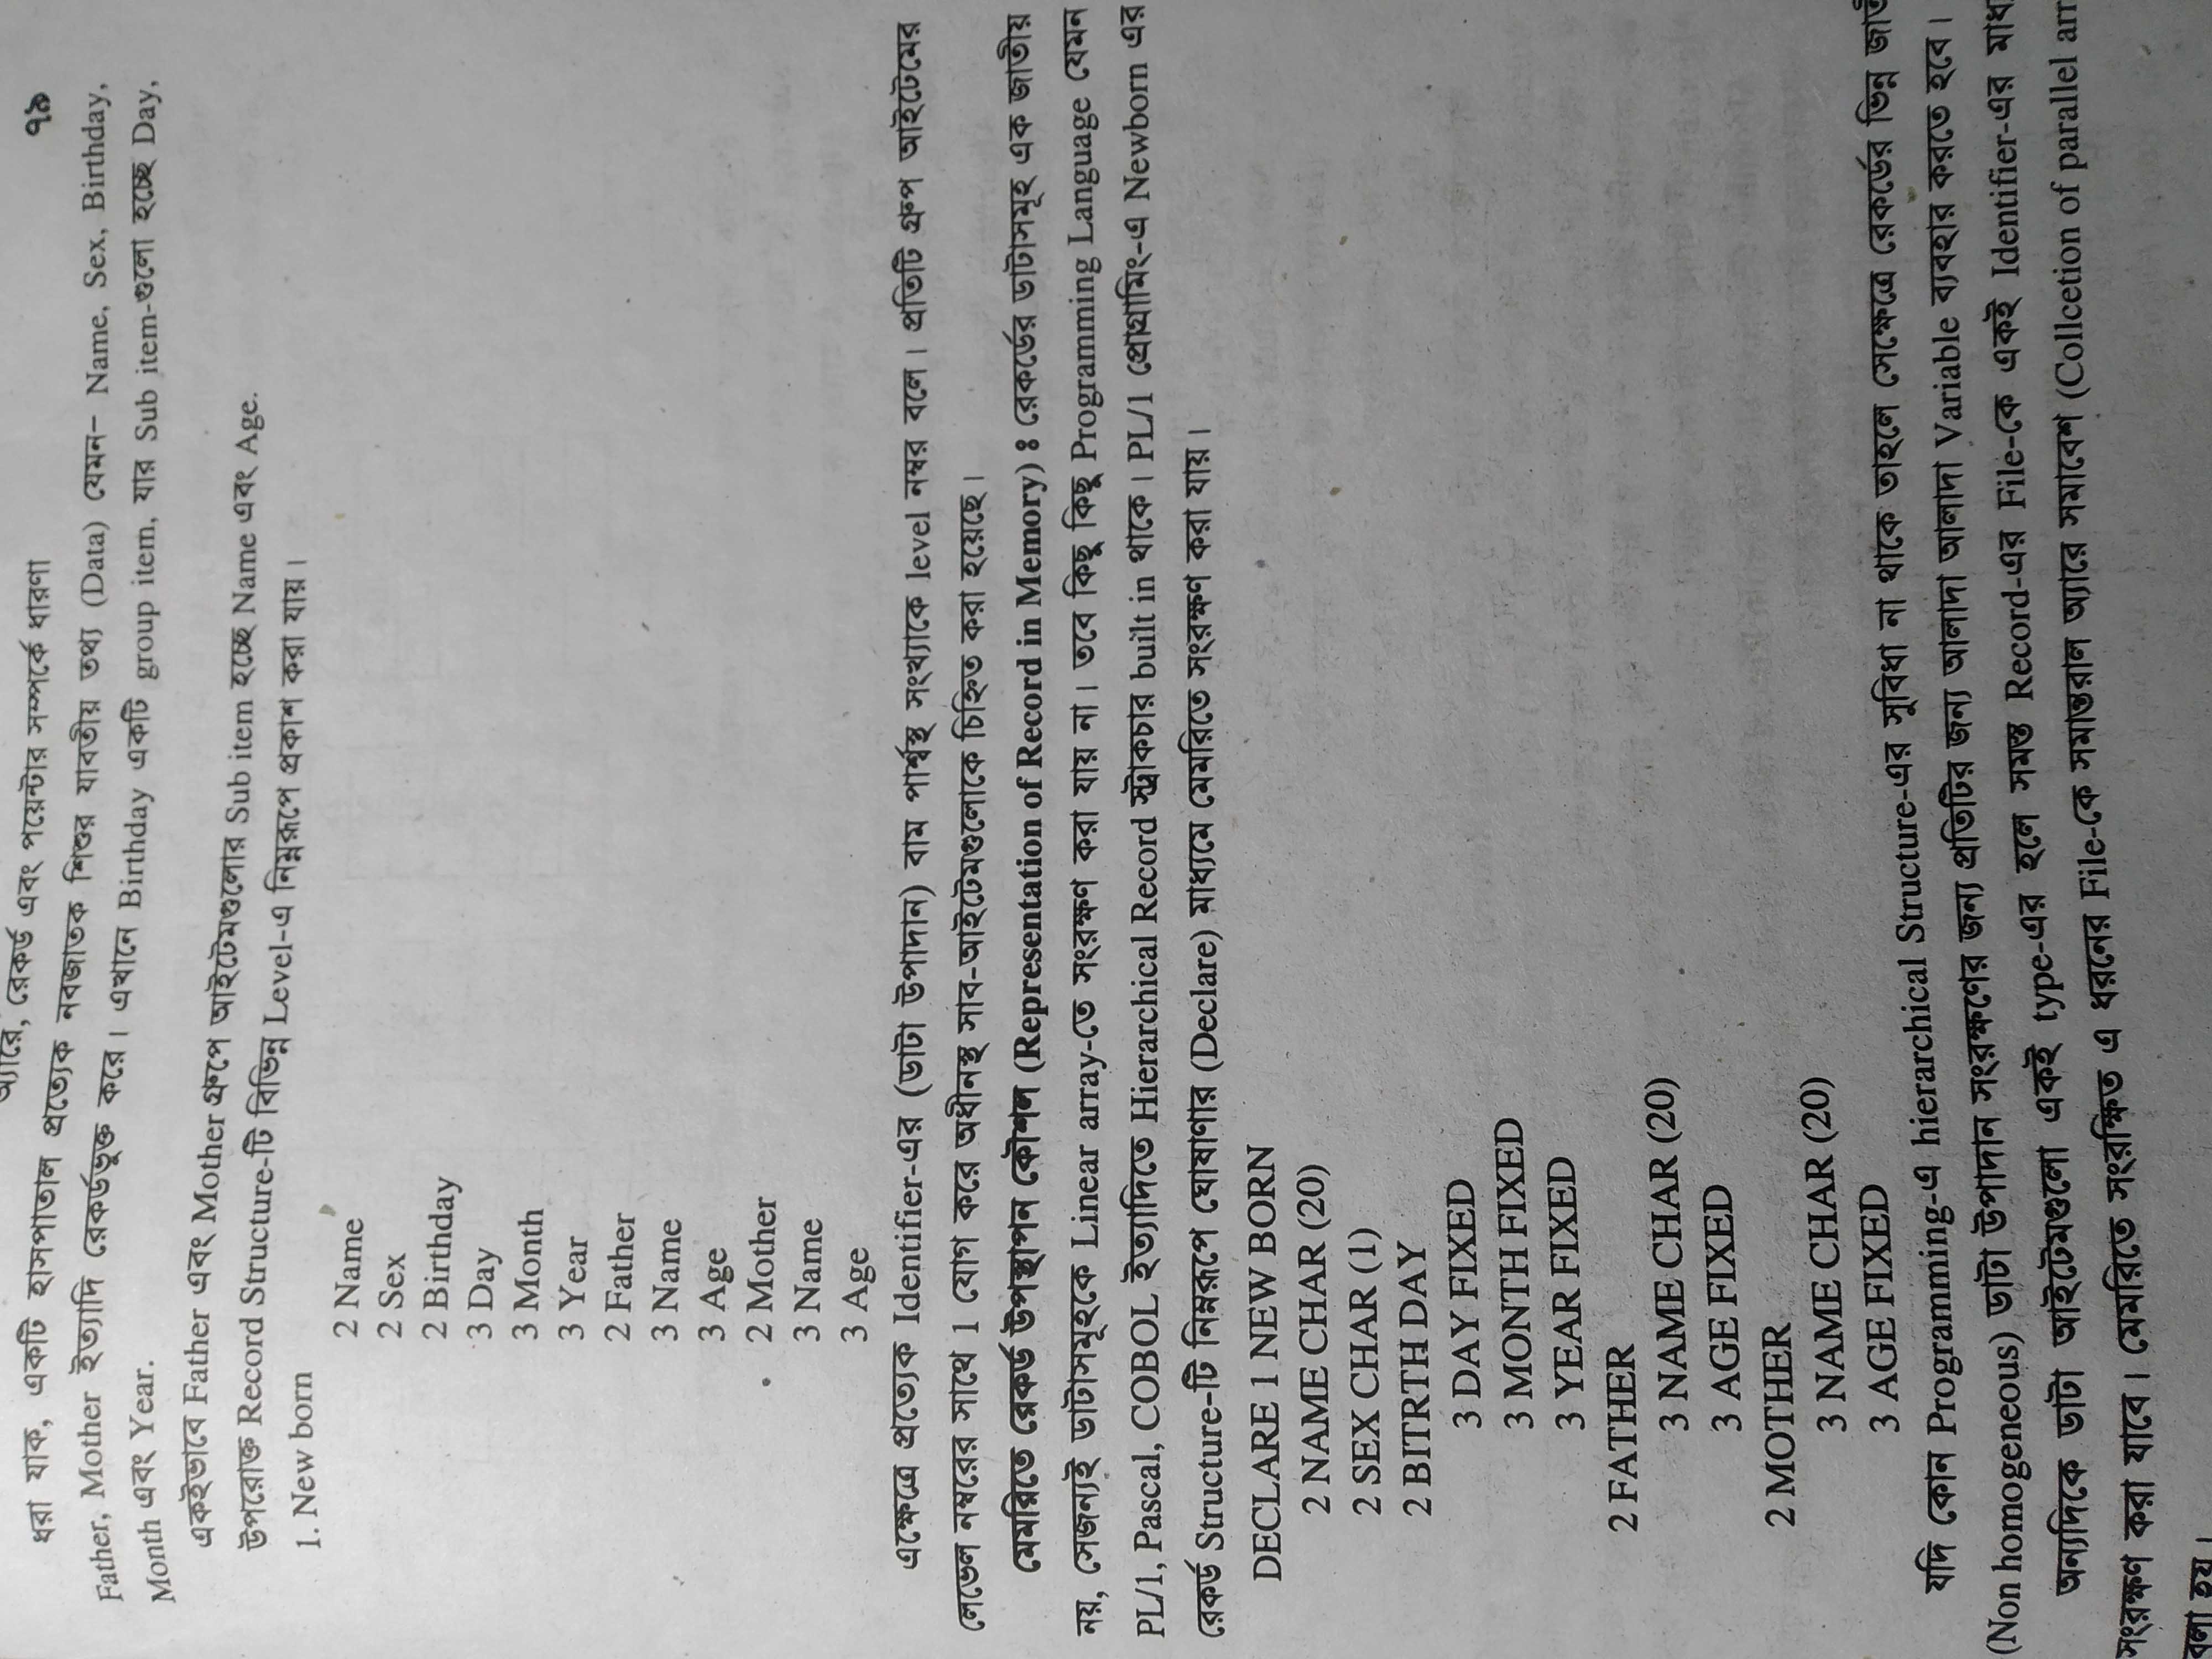 অ্যারে, রেকর্ড এবং পয়েন্টার সম্পর্কে ধারণা ৭৯
ধরা যাক, একটি হাসপাতাল প্রত্যেক নবজাতক শিশুর যাবতীয় তথ্য (Data) যেমন– Name, Sex, Birthday,
Father, Mother ইত্যাদি রেকর্ডভুক্ত করে। এখানে Birthday একটি group item, যার Sub item-গুলো হচ্ছে Day,
Month এবং Year.
একইভাবে Father এবং Mother গ্রুপে আইটেমগুলোর Sub item হচ্ছে Name এবং Age.
উপরোক্ত Record Structure-টি বিভিন্ন Level-এ নিম্নরূপে প্রকাশ করা যায়।
1. New born
2 Name
2 Sex
2 Birthday
3 Day
3 Month
3 Year
2 Father
3 Name
3 Age
2 Mother
3 Name
3 Age
এক্ষেত্রে প্রত্যেক Identifier-এর (ডাটা উপাদান) বাম পার্শ্বস্থ সংখ্যাকে level নম্বর বলে। প্রতিটি গ্রুপ আইটেমের
লেভেল নম্বরের সাথে 1 যোগ করে অধীনস্থ সাব-আইটেমগুলোকে চিহ্নিত করা হয়েছে।
মেমরিতে রেকর্ড উপস্থাপন কৌশল (Representation of Record in Memory) ঃ রেকর্ডের ডাটাসমূহ এক জাতীয়
নয়, সেজন্যই ডাটাসমূহকে Linear array-তে সংরক্ষণ করা যায় না। তবে কিছু কিছু Programming Language যেমন
PL/1, Pascal, COBOL ইত্যাদিতে Hierarchical Record স্ট্রাকচার built in থাকে। PL/1 প্রোগ্রামিং-এ Newborn এর
রেকর্ড Structure-টি নিম্নরূপে ঘোষাণার (Declare) মাধ্যমে মেমরিতে সংরক্ষণ করা যায়।
DECLARE 1 NEW BORN
2 NAME CHAR (20)
2 SEX CHAR (1)
2 BITRTH DAY
3 DAY FIXED
3 MONTH FIXED
3 YEAR FIXED
2 FATHER
3 NAME CHAR (20)
3 AGE FIXED
2 MOTHER
3 NAME CHAR (20)
3 AGE FIXED
যদি কোন Programming-এ hierarchical Structure-এর সুবিধা না থাকে তাহলে সেক্ষেত্রে রেকর্ডের ভিন্ন
(Non homogeneous) ডাটা উপাদান সংরক্ষণের জন্য প্রতিটির জন্য আলাদা আলাদা Variable ব্যবহার করতে হবে।
অন্যদিকে ডাটা আইটেমগুলো একই type-এর হলে সমস্ত Record-এর File-কে একই Identifier-এর
সংরক্ষণ করা যাবে। মেমরিতে সংরক্ষিত এ ধরনের File-কে সমান্তরাল অ্যারে সমাবেশ (Collcetion of parallel
বলা হয়।